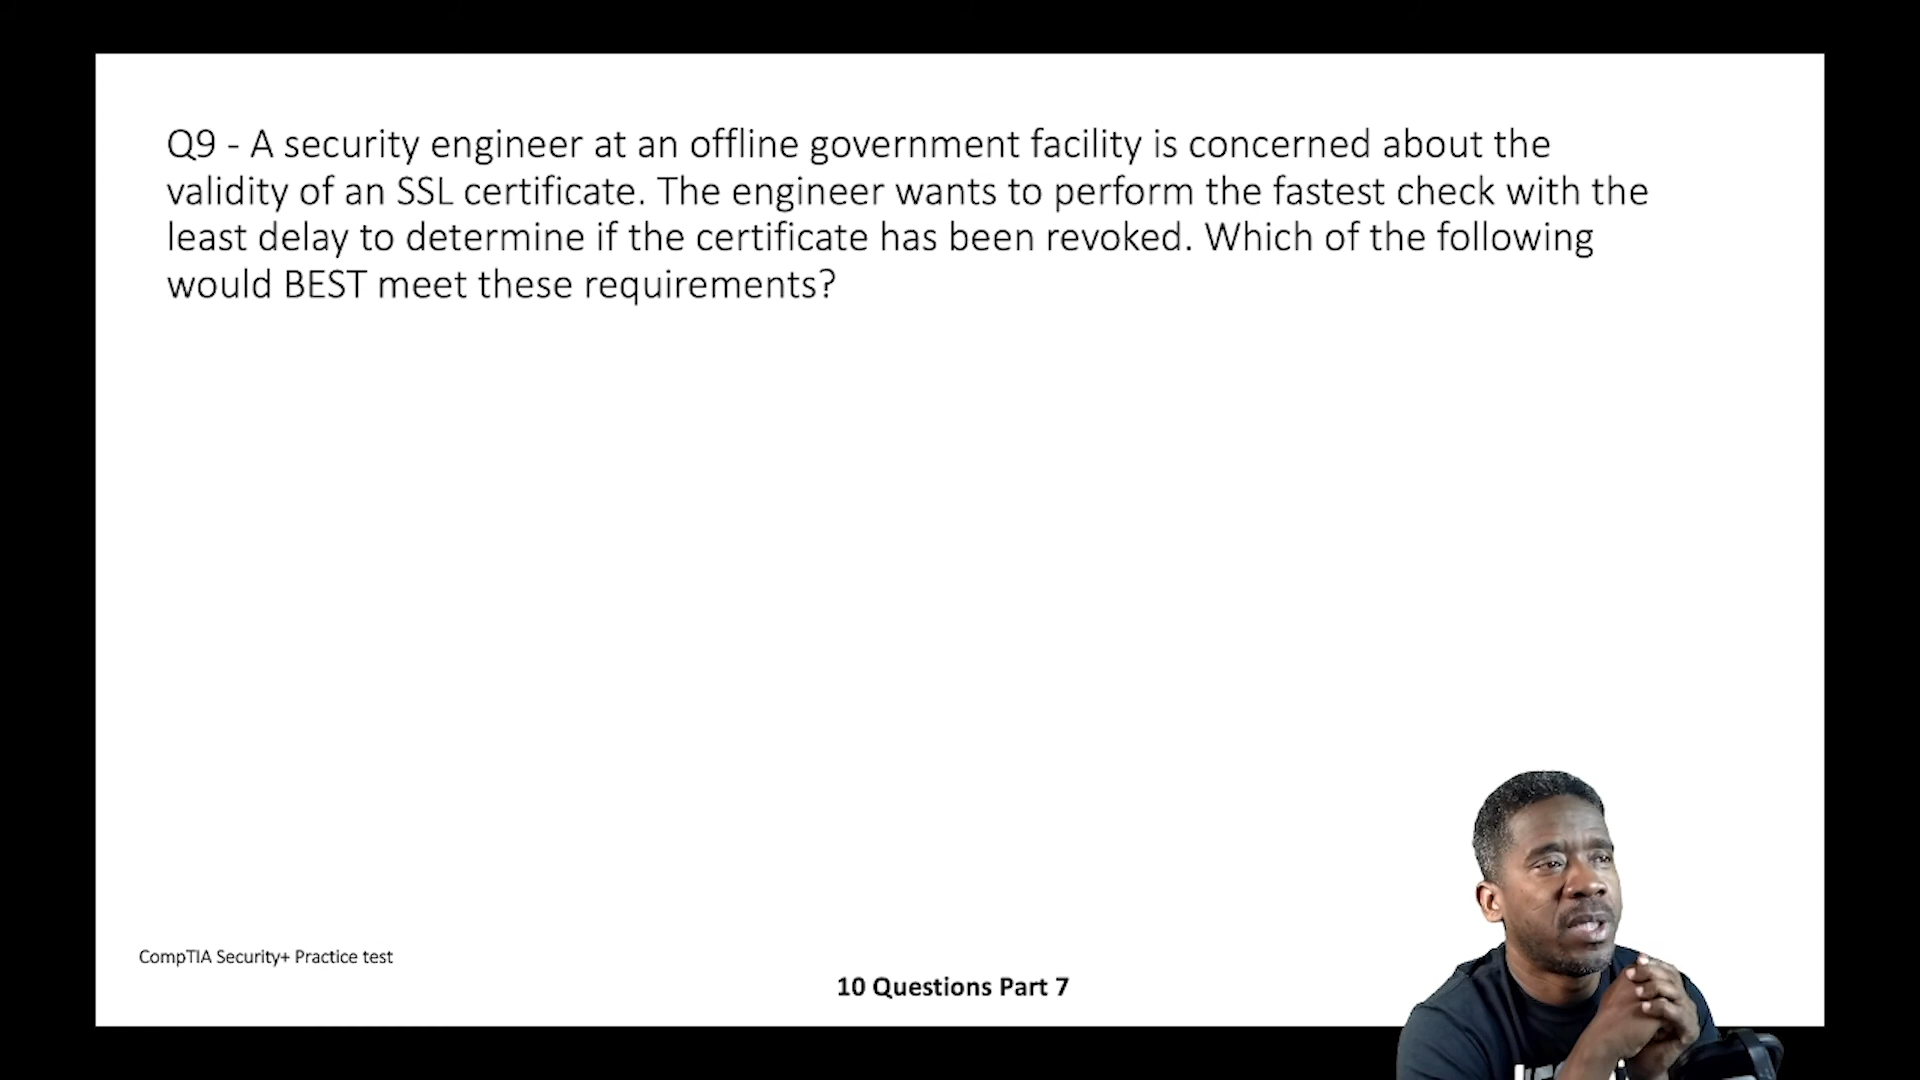 Q9 - A security engineer at an offline government facility is concerned about the
validity of an SSL certificate. The engineer wants to perform the fastest check with the
least delay to determine if the certificate has been revoked. Which of the following
would BEST meet these requirements?
CompTIA Security+ Practice test
10 Questions Part 7